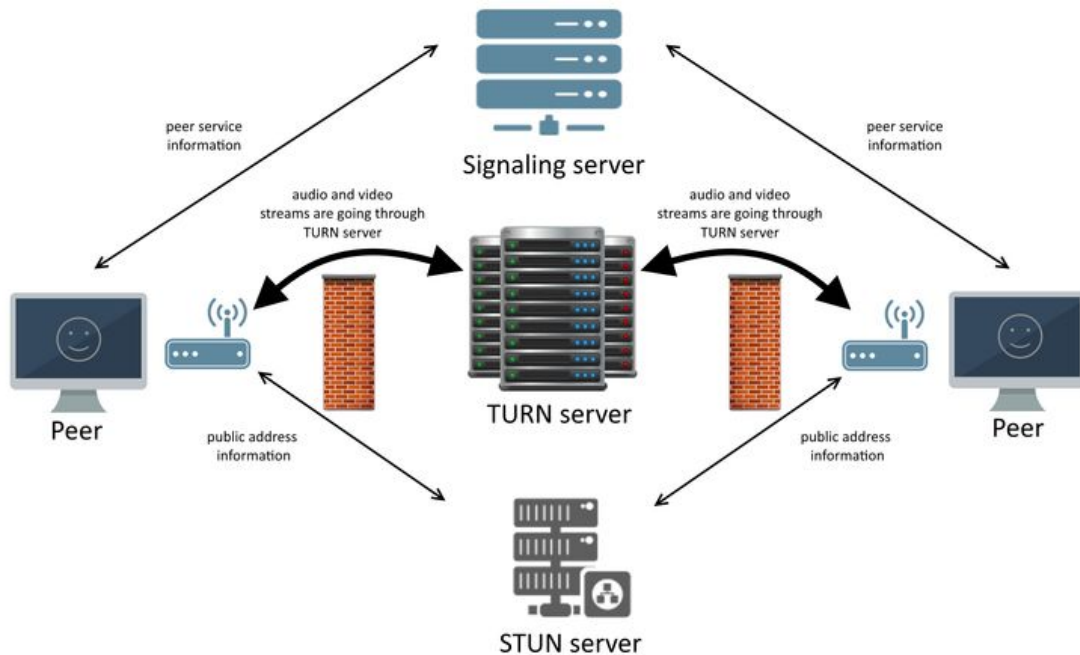 Signaling server
peer service
information
peer service
information
audio and video
streams are going through
TURN server
audio and video
streams are going through
TURN server
Peer
TURN server
Peer
public address
information
public address
information
STUN server